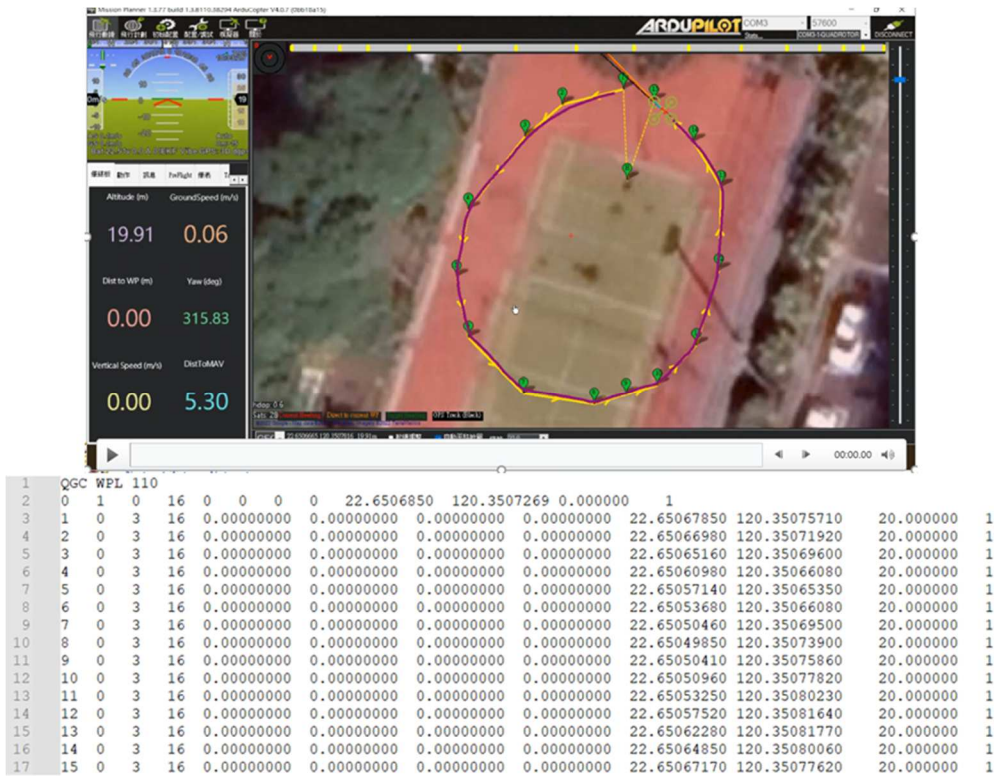 Mission Planner 1.3.77 build 1.3.8110.38294 ArduCopter V4.0.7 (0bb18a15)
ARDUPILOT
COM3
57600
Stats...
COM3-1-QUADROTOR
DISCONNECT
動作
訊息
PreFlight
Altitude (m)
GroundSpeed (m/s)
19.91
0.06
Dist to WP (m)
Yaw (deg)
0.00
315.83
Vertical Speed (m/s)
DistToMAV
0.00
5.30
hdop: 0.6
GPS Track (Black)
00:00.00
1 QGC WPL 110
2 0 1 0 16 0 0 0 0 22.6506850 120.3507269 0.000000 1
3 1 0 3 16 0.00000000 0.00000000 0.00000000 0.00000000 22.65067850 120.35075710 20.000000 1
4 2 0 3 16 0.00000000 0.00000000 0.00000000 0.00000000 22.65066980 120.35071920 20.000000 1
5 3 0 3 16 0.00000000 0.00000000 0.00000000 0.00000000 22.65065160 120.35069600 20.000000 1
6 4 0 3 16 0.00000000 0.00000000 0.00000000 0.00000000 22.65060980 120.35066080 20.000000 1
7 5 0 3 16 0.00000000 0.00000000 0.00000000 0.00000000 22.65057140 120.35065350 20.000000 1
8 6 0 3 16 0.00000000 0.00000000 0.00000000 0.00000000 22.65053680 120.35066080 20.000000 1
9 7 0 3 16 0.00000000 0.00000000 0.00000000 0.00000000 22.65050460 120.35069500 20.000000 1
10 8 0 3 16 0.00000000 0.00000000 0.00000000 0.00000000 22.65049850 120.35073900 20.000000 1
11 9 0 3 16 0.00000000 0.00000000 0.00000000 0.00000000 22.65050410 120.35075860 20.000000 1
12 10 0 3 16 0.00000000 0.00000000 0.00000000 0.00000000 22.65050960 120.35077820 20.000000 1
13 11 0 3 16 0.00000000 0.00000000 0.00000000 0.00000000 22.65053250 120.35080230 20.000000 1
14 12 0 3 16 0.00000000 0.00000000 0.00000000 0.00000000 22.65057520 120.35081640 20.000000 1
15 13 0 3 16 0.00000000 0.00000000 0.00000000 0.00000000 22.65062280 120.35081770 20.000000 1
16 14 0 3 16 0.00000000 0.00000000 0.00000000 0.00000000 22.65064850 120.35080060 20.000000 1
17 15 0 3 16 0.00000000 0.00000000 0.00000000 0.00000000 22.65067170 120.35077620 20.000000 1